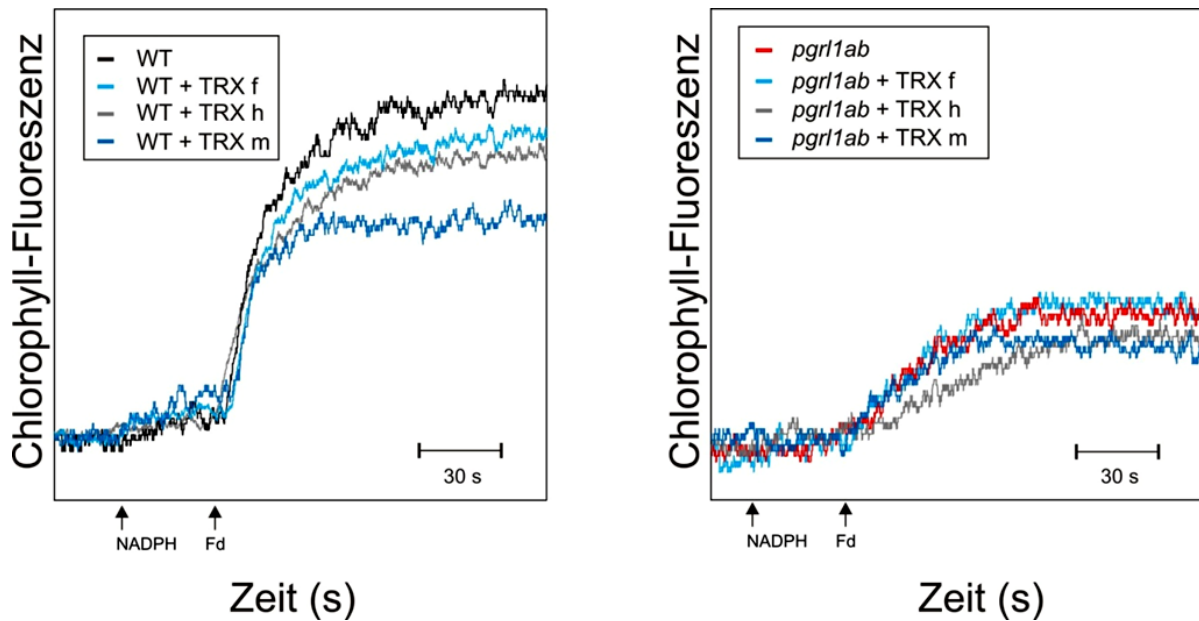 Chlorophyll-Fluoreszenz
WT
WT + TRX f
WT + TRX h
WT + TRX m
30 s
NADPH
Fd
Zeit (s)
Chlorophyll-Fluoreszenz
pgrl1ab
pgrl1ab + TRX f
pgrl1ab + TRX h
pgrl1ab + TRX m
30 s
NADPH
Fd
Zeit (s)